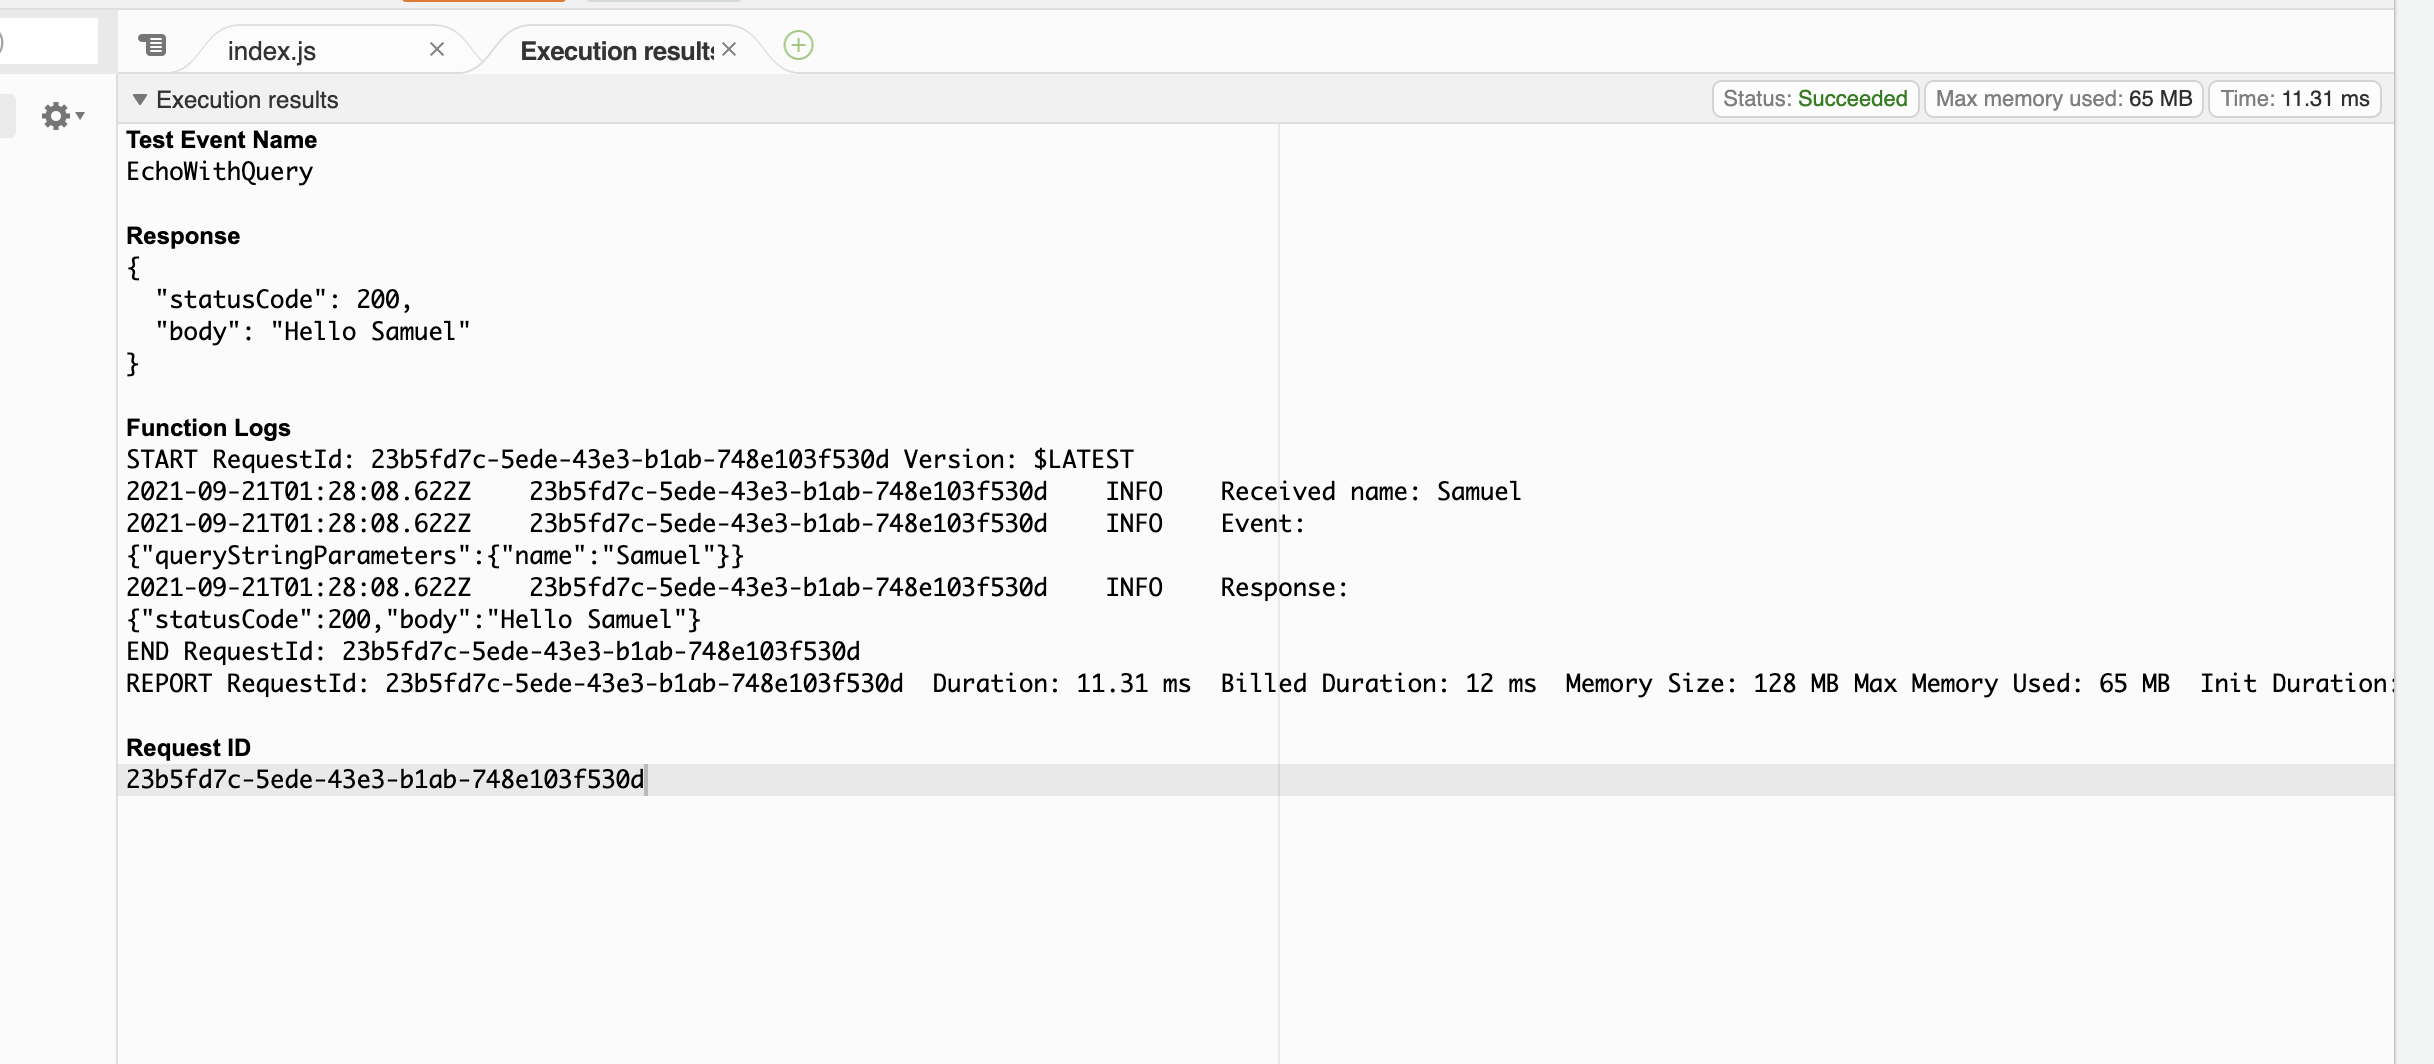 index.js
Execution results
Execution results
Status: Succeeded Max memory used: 65 MB Time: 11.31 ms
Test Event Name
EchoWithQuery
Response
{
"statusCode": 200,
"body": "Hello Samuel"
}
Function Logs
START RequestId: 23b5fd7c-5ede-43e3-b1ab-748e103f530d Version: $LATEST
2021-09-21T01:28:08.622Z 23b5fd7c-5ede-43e3-b1ab-748e103f530d INFO Received name: Samuel
2021-09-21T01:28:08.622Z 23b5fd7c-5ede-43e3-b1ab-748e103f530d INFO Event:
{"queryStringParameters":{"name":"Samuel"}}
2021-09-21T01:28:08.622Z 23b5fd7c-5ede-43e3-b1ab-748e103f530d INFO Response:
{"statusCode":200,"body":"Hello Samuel"}
END RequestId: 23b5fd7c-5ede-43e3-b1ab-748e103f530d
REPORT RequestId: 23b5fd7c-5ede-43e3-b1ab-748e103f530d Duration: 11.31 ms Billed Duration: 12 ms Memory Size: 128 MB Max Memory Used: 65 MB Init Duration:
Request ID
23b5fd7c-5ede-43e3-b1ab-748e103f530d